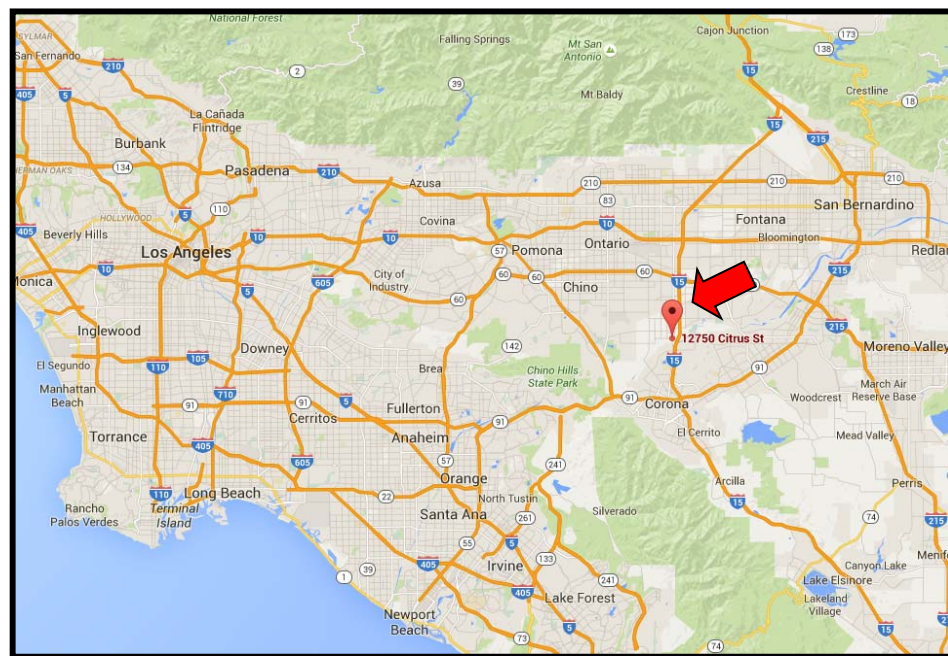 National Forest
SYLMAR
San Fernando
210
405
5
2
Falling Springs
39
Mt San
Antonio
Mt Baldy
Cajon Junction
138
173
15
Crestline
18
La Cañada
Flintridge
Burbank
134
Pasadena
210
Azusa
210
83
210
15
215
210
San Bernardino
HERMAN OAKS
HOLLYWOOD
5
110
Covina
10
Fontana
Bloomington
405
Beverly Hills
Los Angeles
10
10
57
Pomona
Ontario
215
Redlan
Monica
10
5
605
City of
Industry
60
60
60
Chino
60
15
Inglewood
Downey
142
12750 Citrus St
215
Moreno Valley
El Segundo
105
110
710
Brea
Chino Hills
State Park
15
91
March Air
Reserve Base
Manhattan
Beach
91
91
Cerritos
5
Fullerton
91
91
Corona
Woodcrest
Torrance
405
605
Anaheim
57
Orange
241
El Cerrito
Mead Valley
110
Long Beach
22
North Tustin
Arcilla
15
Perris
Rancho
Palos Verdes
Terminal
Island
Santa Ana
261
Silverado
74
215
55
5
133
Menife
1
39
405
Irvine
241
Canyon Lake
405
Lake Forest
Lake Elsinore
Lakeland
Village
Newport
Beach
73
5
74
15